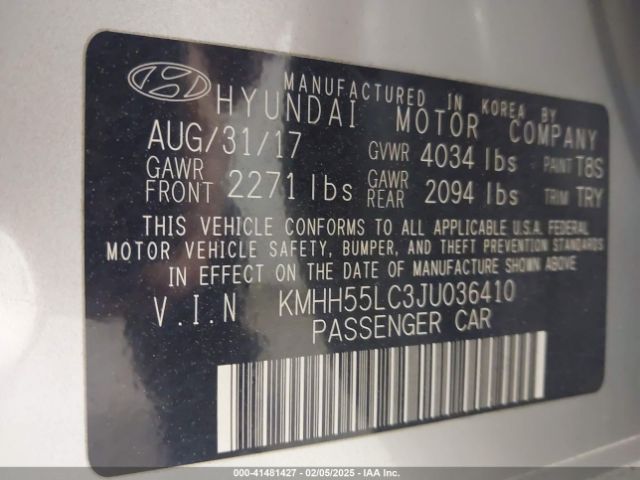 MANUFACTURED IN KOREA BY
HYUNDAI MOTOR COMPANY
AUG/31/17 GVWR 4034 lbs PAINT T8S
GAWR FRONT 2271 lbs GAWR REAR 2094 lbs TRIM TRY
THIS VEHICLE CONFORMS TO ALL APPLICABLE U.S.A. FEDERAL
MOTOR VEHICLE SAFETY, BUMPER, AND THEFT PREVENTION STANDARDS
IN EFFECT ON THE DATE OF MANUFACTURE SHOWN ABOVE
V.I.N KMHH55LC3JU036410
PASSENGER CAR
000-41481427 - 02/05/2025 - IAA Inc.